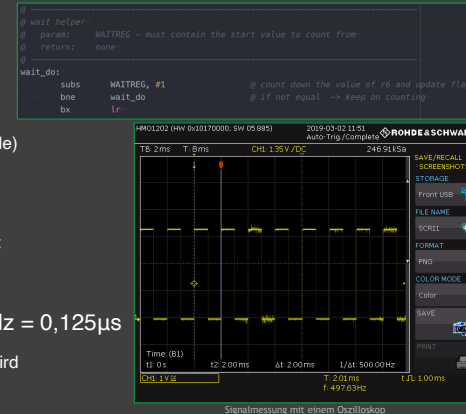 @ wait helper
@ param: WAITREG – must contain the start value to count from
@ return: none
@
wait_do:
subs WAITREG, #1 @ count down the value of r6 and update fla
bne wait_do @ if not equal -> keep on counting
bx lr
le)
HMO1202 (HW 0x10170000; SW 05.885)
2019-03-02 11:51
Auto-Trig./Complete
ROHDE&SCHWAR
TB: 2ms T: 8ms CH1: 1.35 V / DC 246.91kSa
SAVE/RECALL
SCREENSHOTS
STORAGE
Front USB
FILE NAME
SCR11
FORMAT
PNG
COLOR MODE
Color
SAVE
PRINT
Hz = 0,125µs
ird
Time (B1)
t1: 0 s t2: 2.00 ms Δt: 2.00 ms 1/Δt: 500.00 Hz
CH1: 1 V
T: 2.01 ms
f: 497.63 Hz
1.00 ms
Signalmessung mit einem Oszilloskop